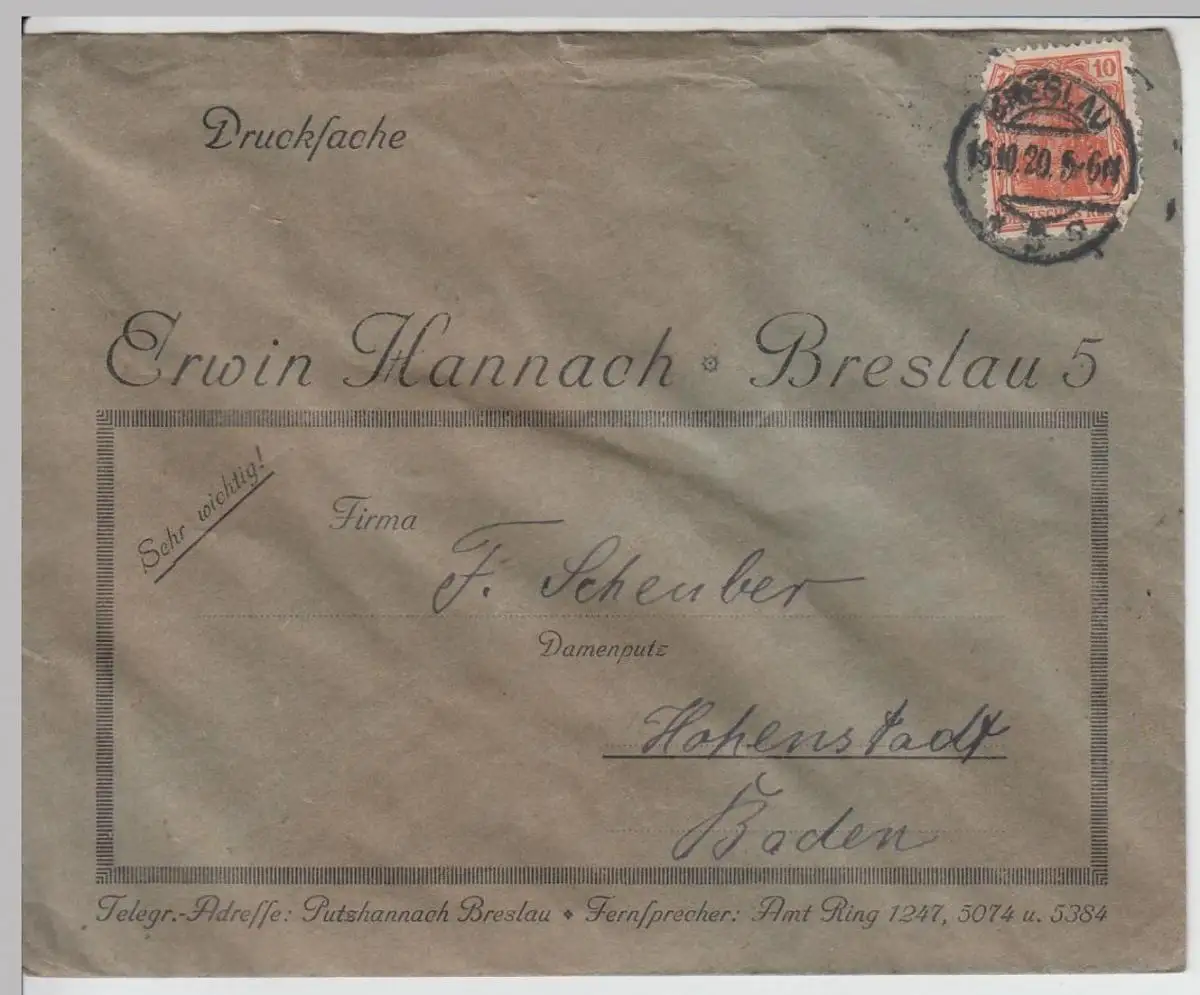 Druckſache
10
BRESLAU
15.10.20. 5-6N
Erwin Hannach Breslau 5
Sehr wichtig!
Firma
F. Scheuber
Damenputz
Hohenstadt
Baden
Telegr.-Adreſſe: Putzhannach Breslau Fernſprecher: Amt Ring 1247, 5074 u. 5384